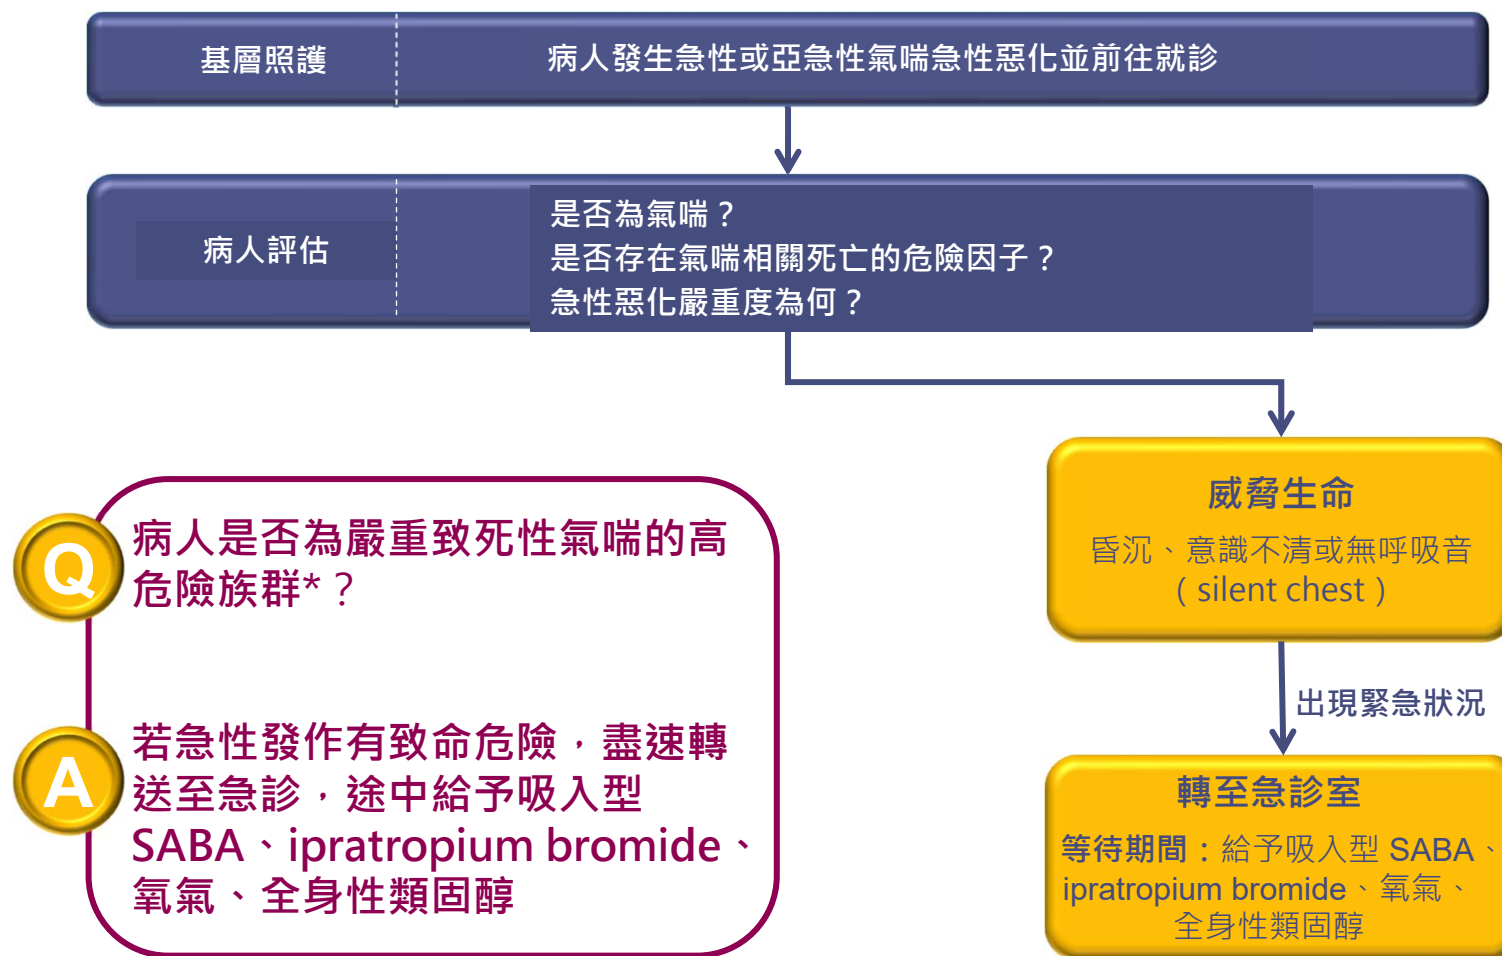 基層照護
病人發生急性或亞急性氣喘急性惡化並前往就診
病人評估
是否為氣喘？
是否存在氣喘相關死亡的危險因子？
急性惡化嚴重度為何？
Q
病人是否為嚴重致死性氣喘的高
危險族群*？
A
若急性發作有致命危險，盡速轉
送至急診，途中給予吸入型
SABA、ipratropium bromide、
氧氣、全身性類固醇
威脅生命
昏沉、意識不清或無呼吸音
（silent chest）
出現緊急狀況
轉至急診室
等待期間：給予吸入型 SABA、
ipratropium bromide、氧氣、
全身性類固醇